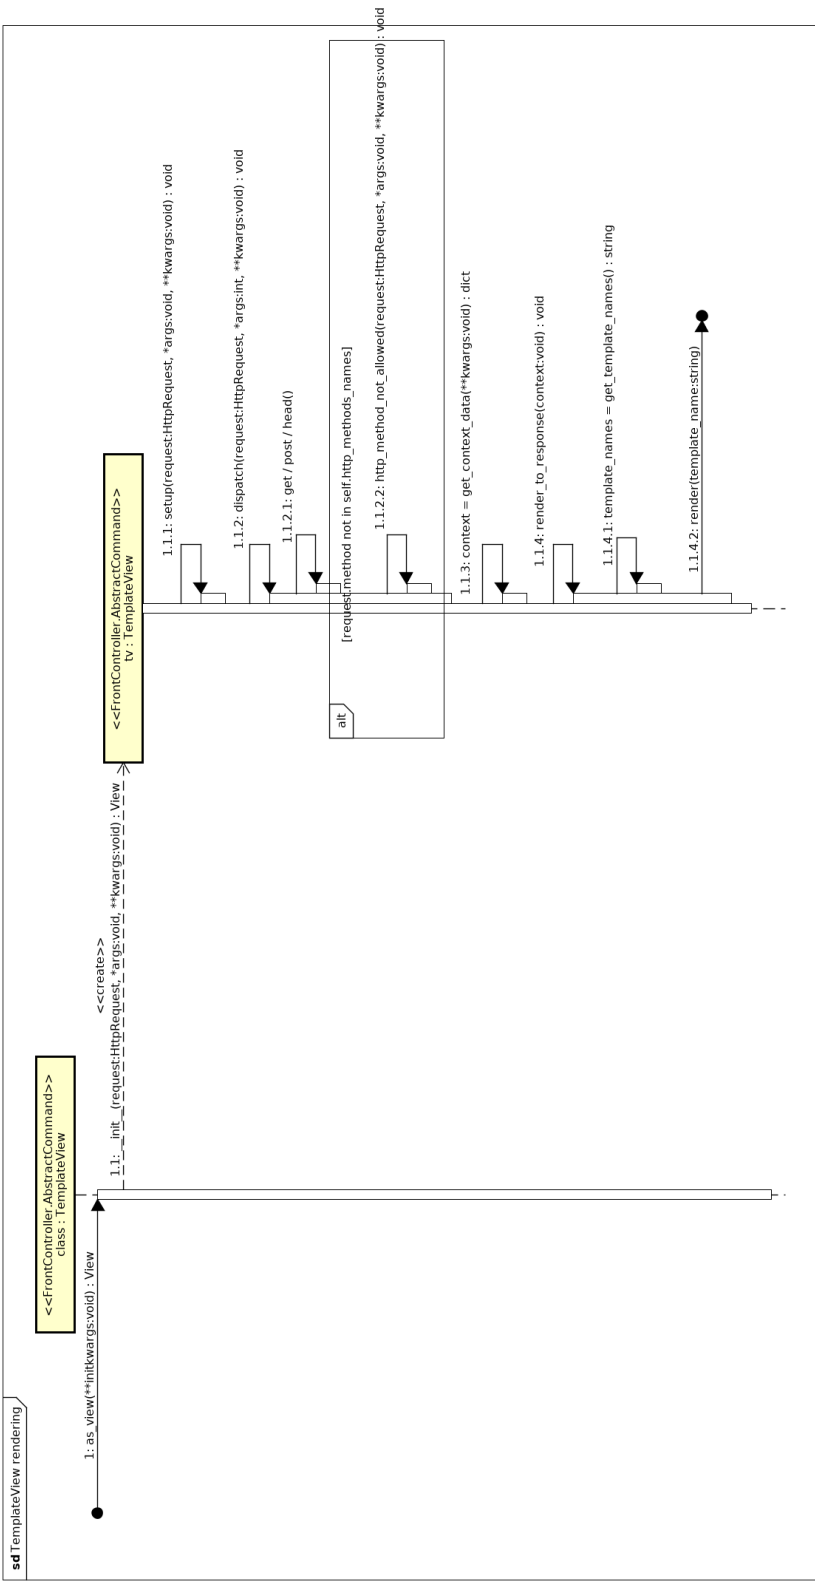 sd TemplateView rendering
<<FrontController.AbstractCommand>>
class : TemplateView
1: as_view(**initkwargs:void) : View
<<create>>
1.1: __init__(request:HttpRequest, *args:void, **kwargs:void) : View
<<FrontController.AbstractCommand>>
tv : TemplateView
1.1.1: setup(request:HttpRequest, *args:void, **kwargs:void) : void
1.1.2: dispatch(request:HttpRequest, *args:int, **kwargs:void) : void
1.1.2.1: get / post / head()
alt
[request.method not in self.http_methods_names]
1.1.2.2: http_method_not_allowed(request:HttpRequest, *args:void, **kwargs:void) : void
1.1.3: context = get_context_data(**kwargs:void) : dict
1.1.4: render_to_response(context:void) : void
1.1.4.1: template_names = get_template_names() : string
1.1.4.2: render(template_name:string)